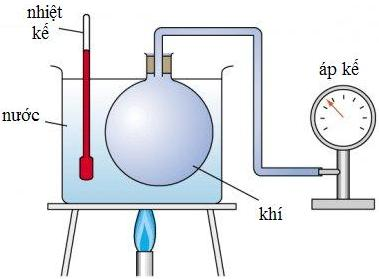 nhiệt
kế
áp kế
nước
khí